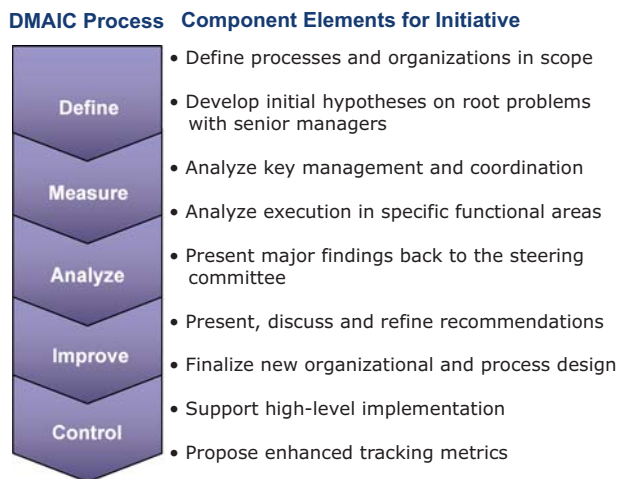 DMAIC Process Component Elements for Initiative
Define
Measure
Analyze
Improve
Control
• Define processes and organizations in scope
• Develop initial hypotheses on root problems
with senior managers
• Analyze key management and coordination
• Analyze execution in specific functional areas
• Present major findings back to the steering
committee
• Present, discuss and refine recommendations
• Finalize new organizational and process design
• Support high-level implementation
• Propose enhanced tracking metrics